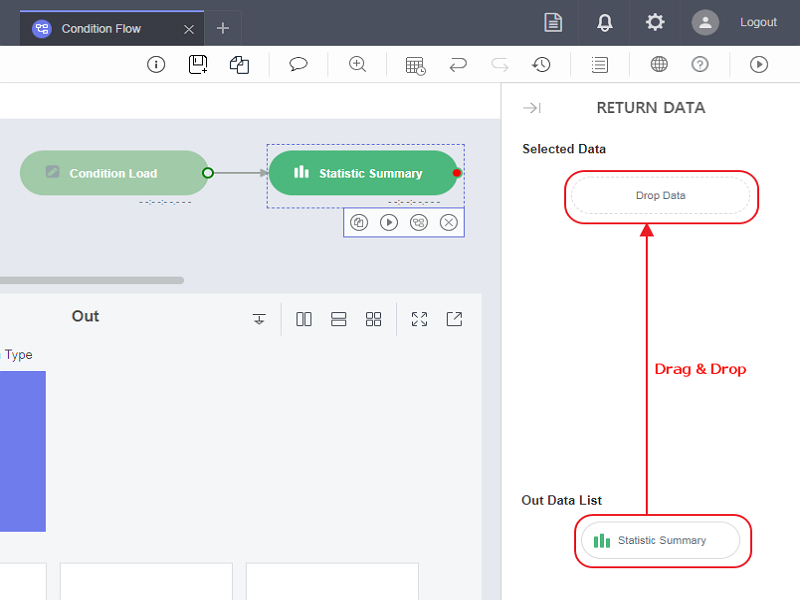 Condition Flow
Logout
RETURN DATA
Selected Data
Drop Data
Condition Load
Statistic Summary
--:--:--.---
--:--:--.---
Out
Type
Drag & Drop
Out Data List
Statistic Summary